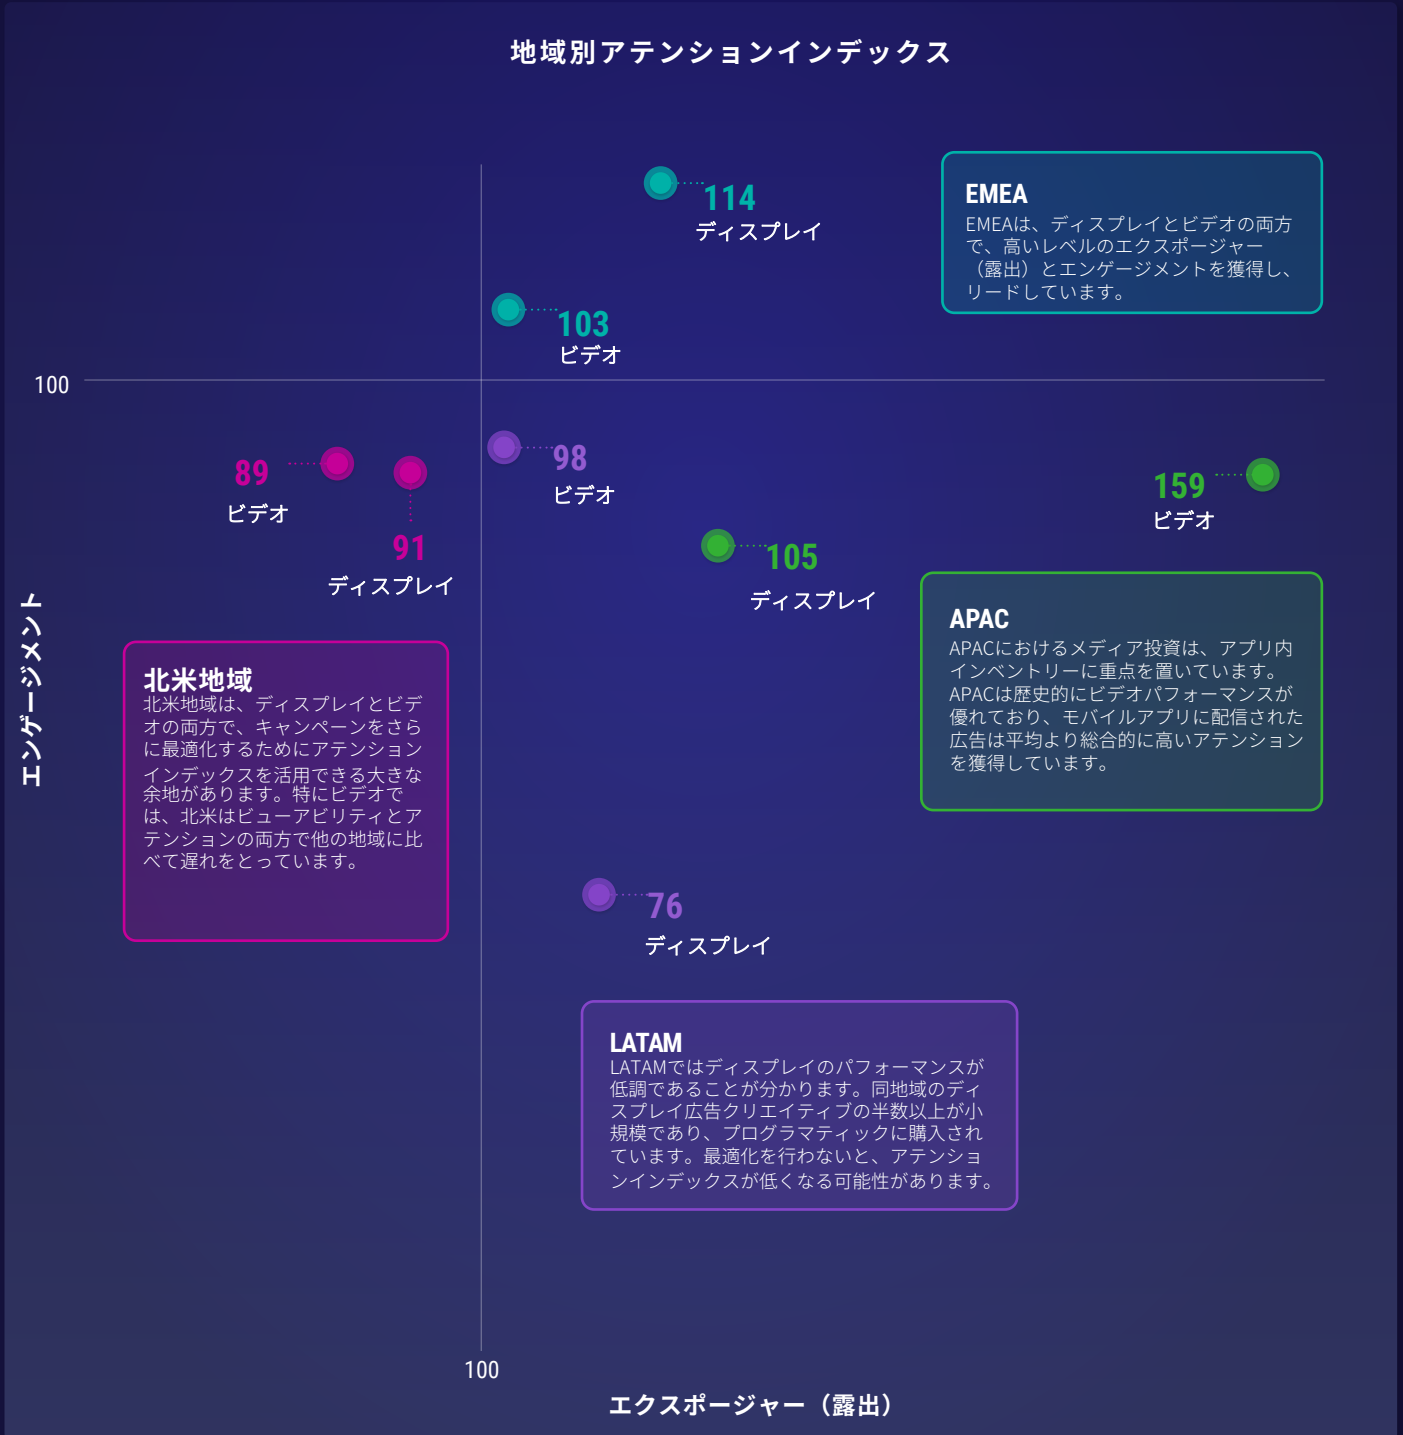 地域別アテンションインデックス
114
ディスプレイ
EMEA
EMEAは、ディスプレイとビデオの両方
で、高いレベルのエクスポージャー
（露出）とエンゲージメントを獲得し、
リードしています。
103
ビデオ
100
89
ビデオ
91
ディスプレイ
98
ビデオ
105
ディスプレイ
159
ビデオ
エンゲージメント
APAC
APACにおけるメディア投資は、アプリ内
インベントリーに重点を置いています。
APACは歴史的にビデオパフォーマンスが
優れており、モバイルアプリに配信された
広告は平均より総合的に高いアテンション
を獲得しています。
北米地域
北米地域は、ディスプレイとビデ
オの両方で、キャンペーンをさら
に最適化するためにアテンション
インデックスを活用できる大きな
余地があります。特にビデオで
は、北米はビューアビリティとア
テンションの両方で他の地域に比
べて遅れをとっています。
76
ディスプレイ
LATAM
LATAMではディスプレイのパフォーマンスが
低調であることが分かります。同地域のディ
スプレイ広告クリエイティブの半数以上が小
規模であり、プログラマティックに購入され
ています。最適化を行わないと、アテンショ
ンインデックスが低くなる可能性があります。
100
エクスポージャー（露出）